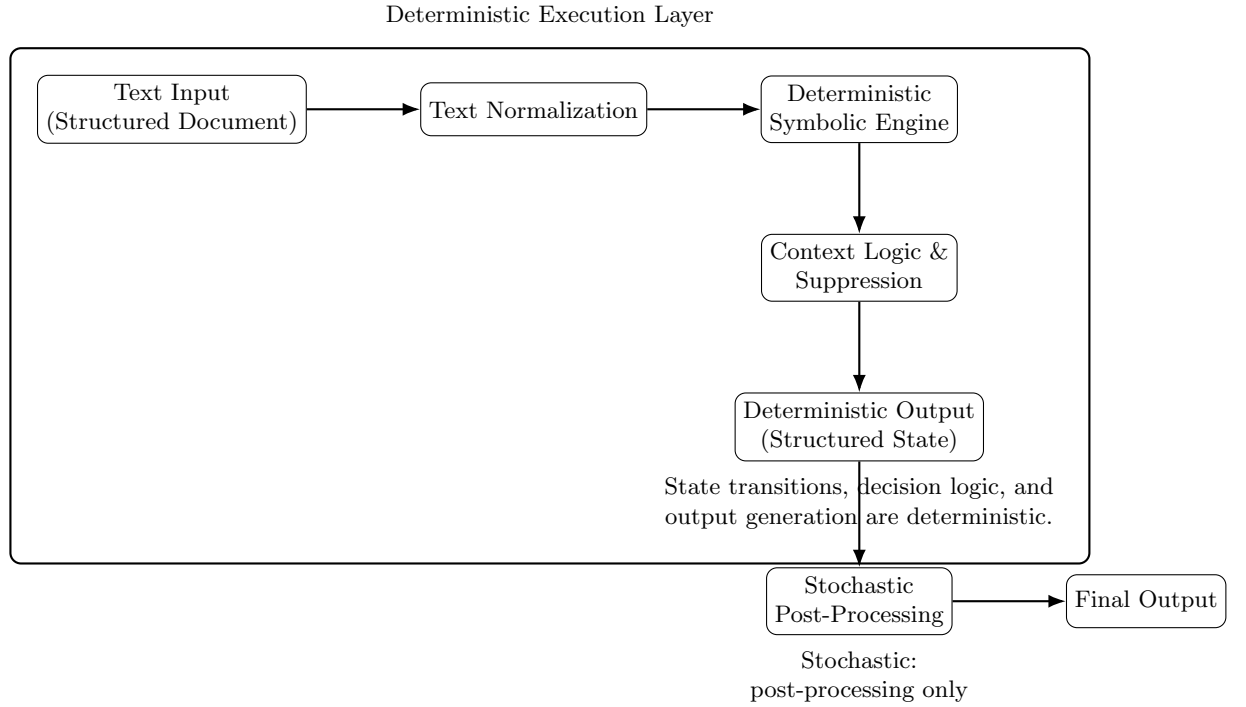 Deterministic Execution Layer
Text Input
(Structured Document)
Text Normalization
Deterministic
Symbolic Engine
Context Logic &
Suppression
Deterministic Output
(Structured State)
State transitions, decision logic, and
output generation are deterministic.
Stochastic
Post-Processing
Final Output
Stochastic:
post-processing only